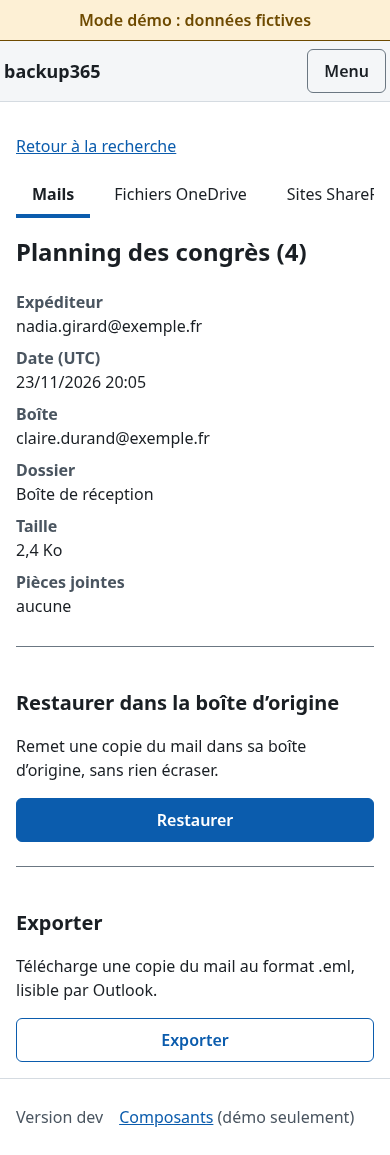 Mode démo : données fictives
backup365
Menu
Retour à la recherche
Mails Fichiers OneDrive Sites ShareP
Planning des congrès (4)
Expéditeur
nadia.girard@exemple.fr
Date (UTC)
23/11/2026 20:05
Boîte
claire.durand@exemple.fr
Dossier
Boîte de réception
Taille
2,4 Ko
Pièces jointes
aucune
Restaurer dans la boîte d’origine
Remet une copie du mail dans sa boîte
d’origine, sans rien écraser.
Restaurer
Exporter
Télécharge une copie du mail au format .eml,
lisible par Outlook.
Exporter
Version dev Composants (démo seulement)